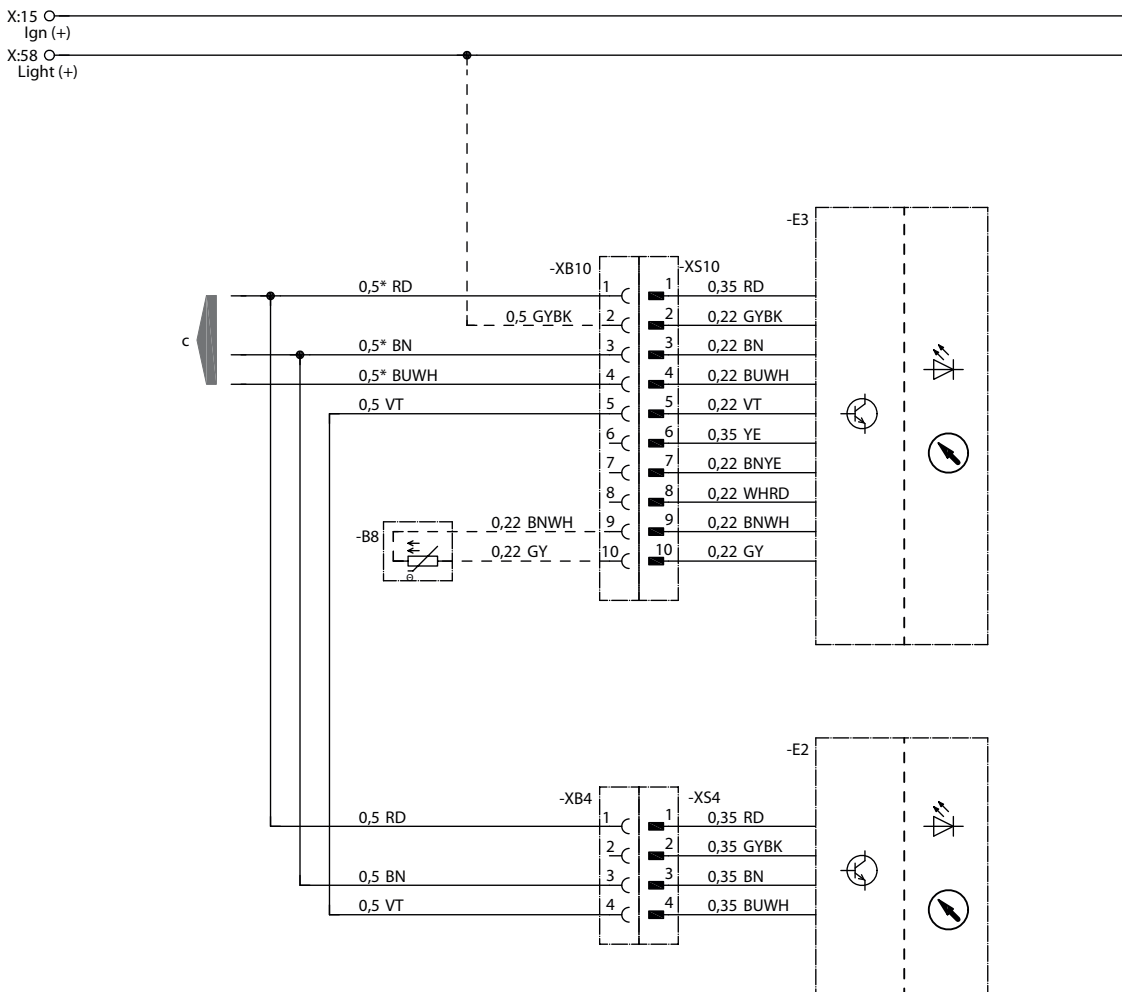 X:15
Ign (+)
X:58
Light (+)
-E3
-XB10
-XS10
0,5* RD
1
1
0,35 RD
0,5 GYBK
2
2
0,22 GYBK
c
0,5* BN
3
3
0,22 BN
0,5* BUWH
4
4
0,22 BUWH
0,5 VT
5
5
0,22 VT
6
6
0,35 YE
7
7
0,22 BNYE
8
8
0,22 WHRD
-B8
0,22 BNWH
9
9
0,22 BNWH
0,22 GY
10
10
0,22 GY
Θ
-E2
-XB4
-XS4
0,5 RD
1
1
0,35 RD
2
2
0,35 GYBK
0,5 BN
3
3
0,35 BN
0,5 VT
4
4
0,35 BUWH